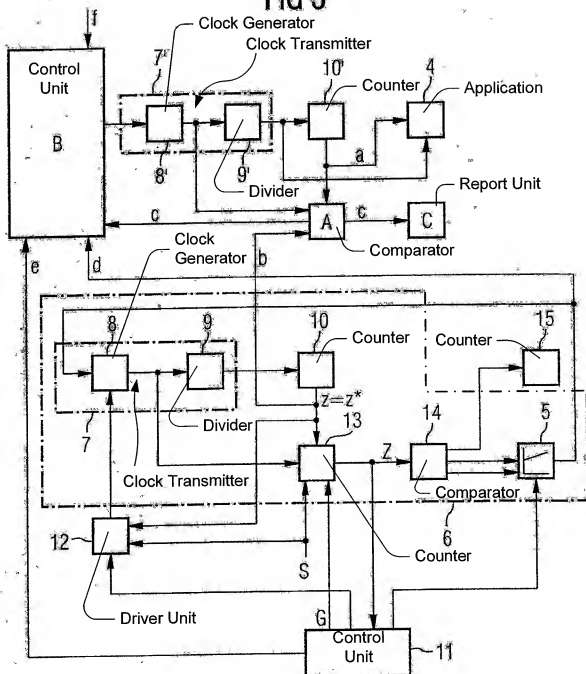 FIG 3
f
Clock Generator
Clock Transmitter
Control
Unit
B
7'
8'
9'
Divider
10'
Counter
4
Application
a
A
Comparator
c
c
C
Report Unit
e
d
b
Clock
Generator
8
9
10
Counter
7
Divider
Clock Transmitter
z=z*
13
Z
14
Comparator
Counter
15
5
6
Counter
12
Driver Unit
S
G
Control
Unit
11